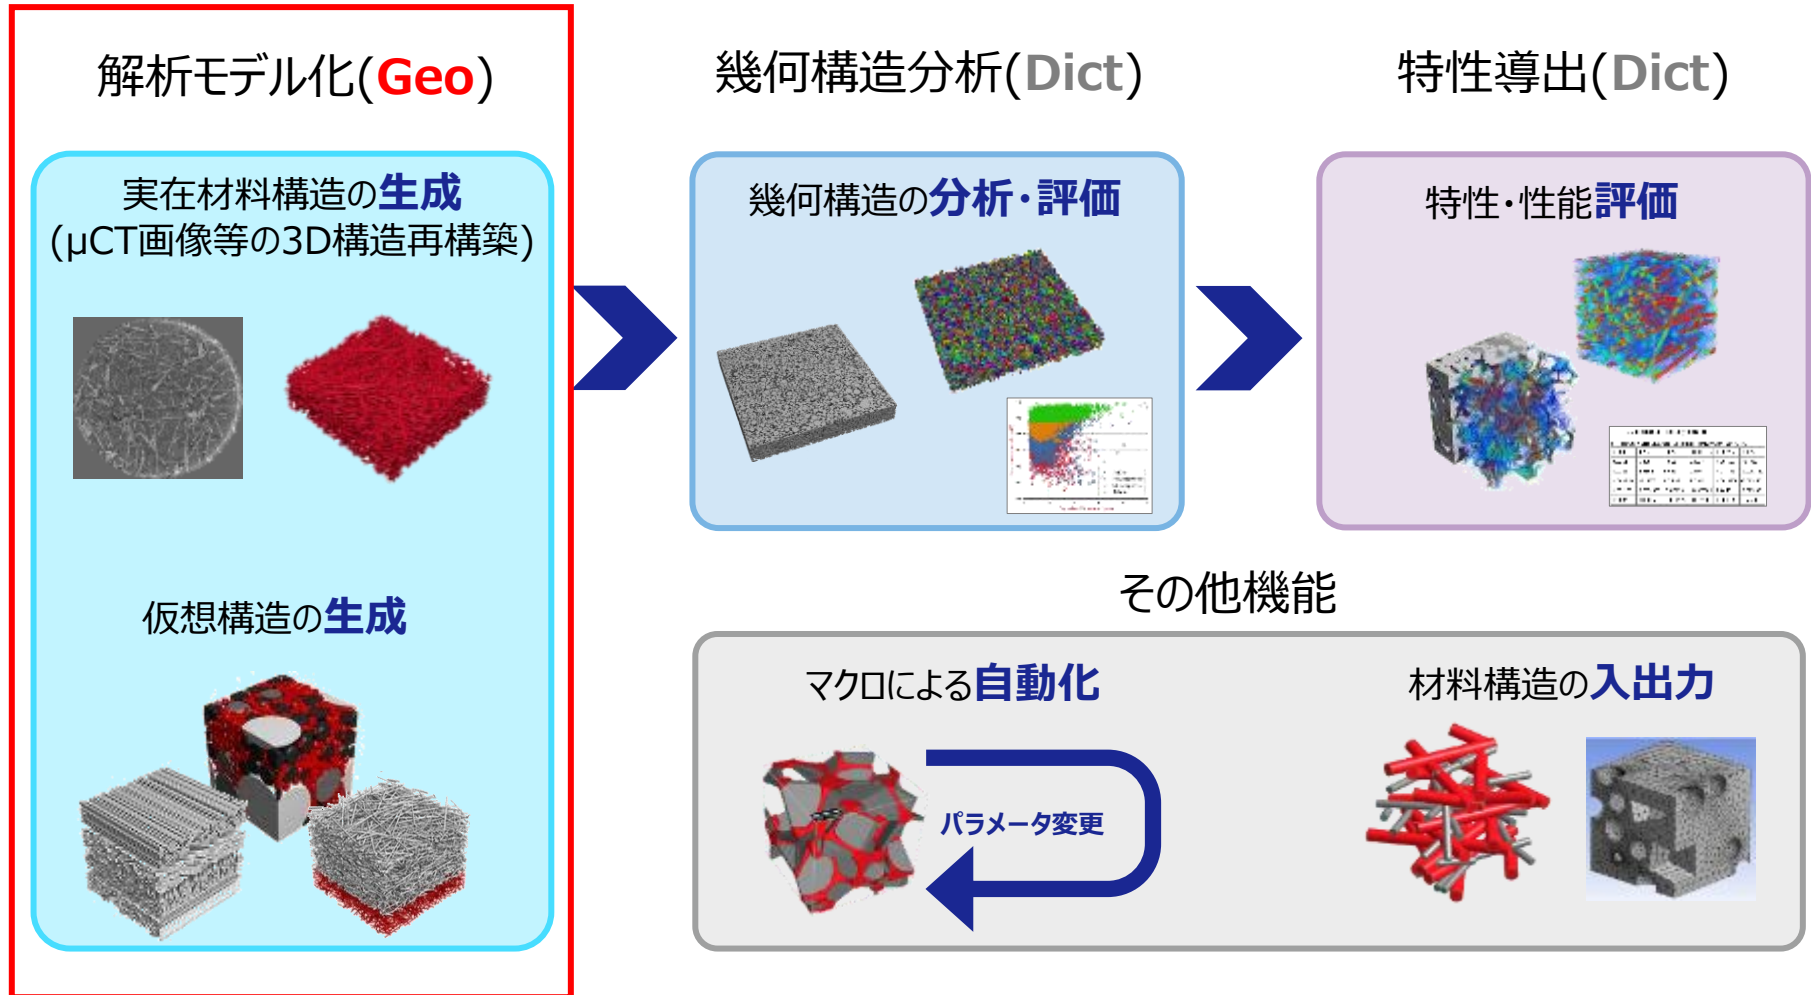 解析モデル化(Geo)
実在材料構造の生成
(μCT画像等の3D構造再構築)
仮想構造の生成
幾何構造分析(Dict)
幾何構造の分析・評価
特性導出(Dict)
特性・性能評価
その他機能
マクロによる自動化
パラメータ変更
材料構造の入出力